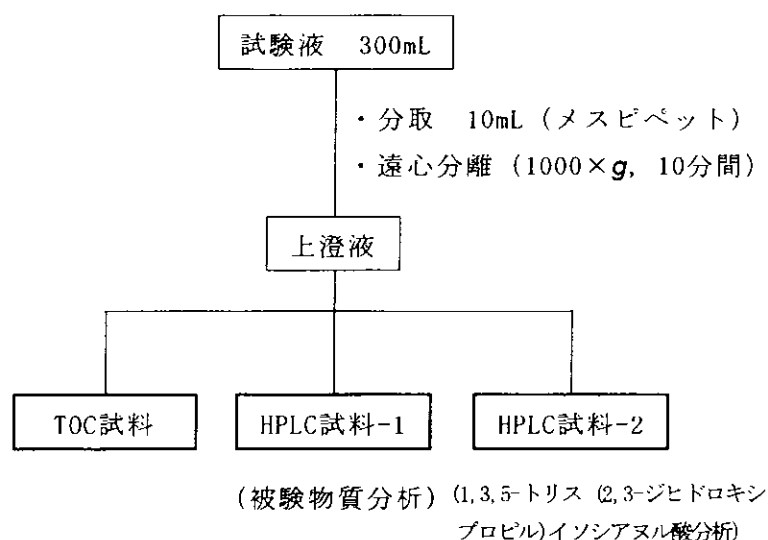 試験液 300mL
・分取 10mL (メスピペット)
・遠心分離 (1000×g, 10分間)
上澄液
TOC試料
HPLC試料-1
HPLC試料-2
(被験物質分析)
(1,3,5-トリス (2,3-ジヒドロキシ
プロピル)イソシアヌル酸分析)